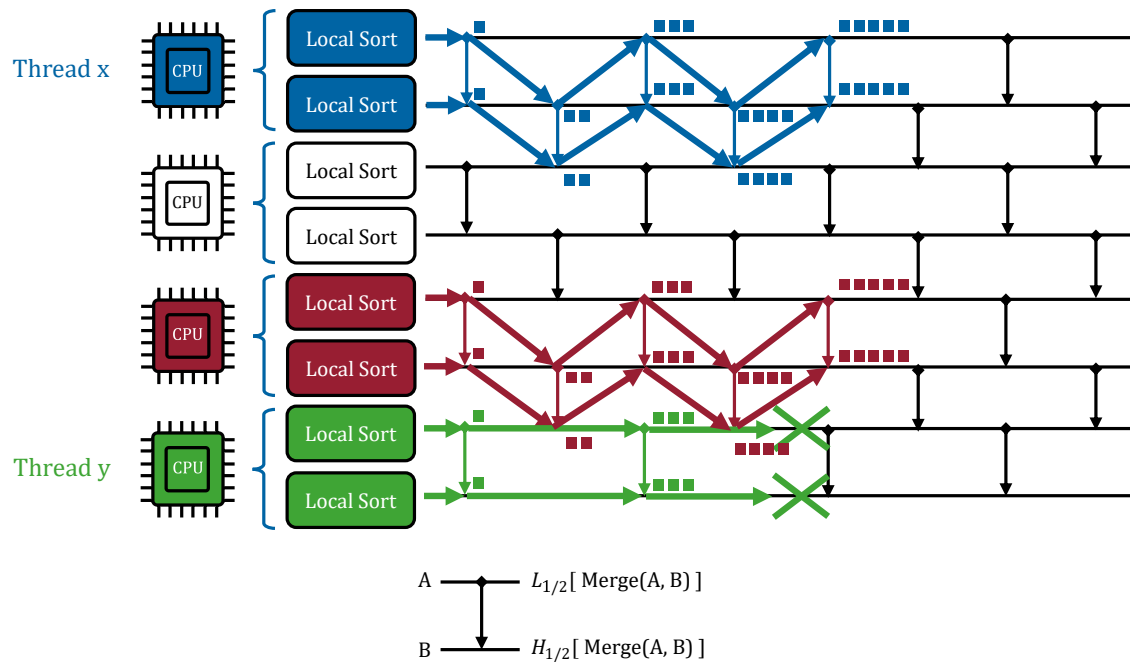 Thread x
CPU
Local Sort
Local Sort
CPU
Local Sort
Local Sort
CPU
Local Sort
Local Sort
Thread y
CPU
Local Sort
Local Sort
A L1/2[ Merge(A, B) ]
B H1/2[ Merge(A, B) ]